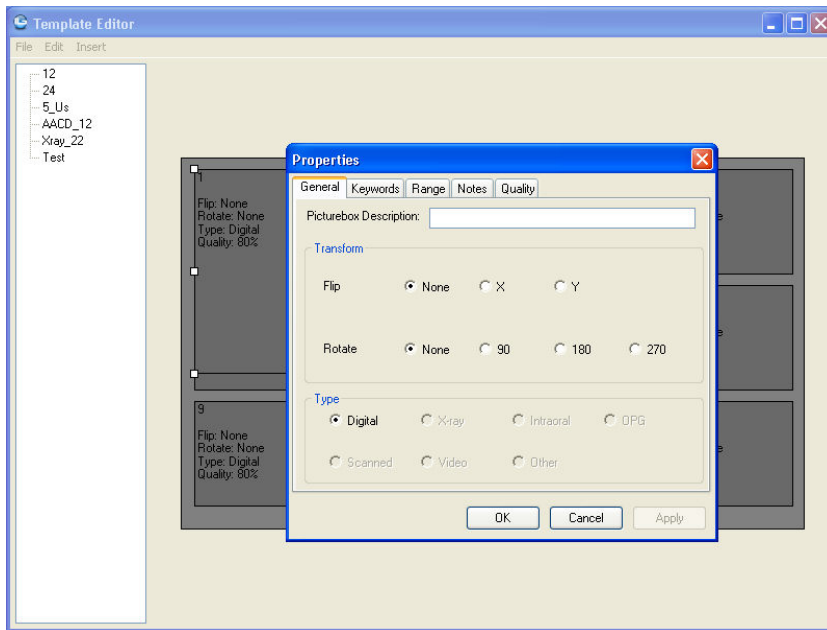 Template Editor
File Edit Insert
12
24
5_Us
AACD_12
Xray_22
Test
1
Flip: None
Rotate: None
Type: Digital
Quality: 80%
9
Flip: None
Rotate: None
Type: Digital
Quality: 80%
Properties
General Keywords Range Notes Quality
Picturebox Description:
Transform
Flip None X Y
Rotate None 90 180 270
Type
Digital X-ray Intraoral OPG
Scanned Video Other
OK Cancel Apply